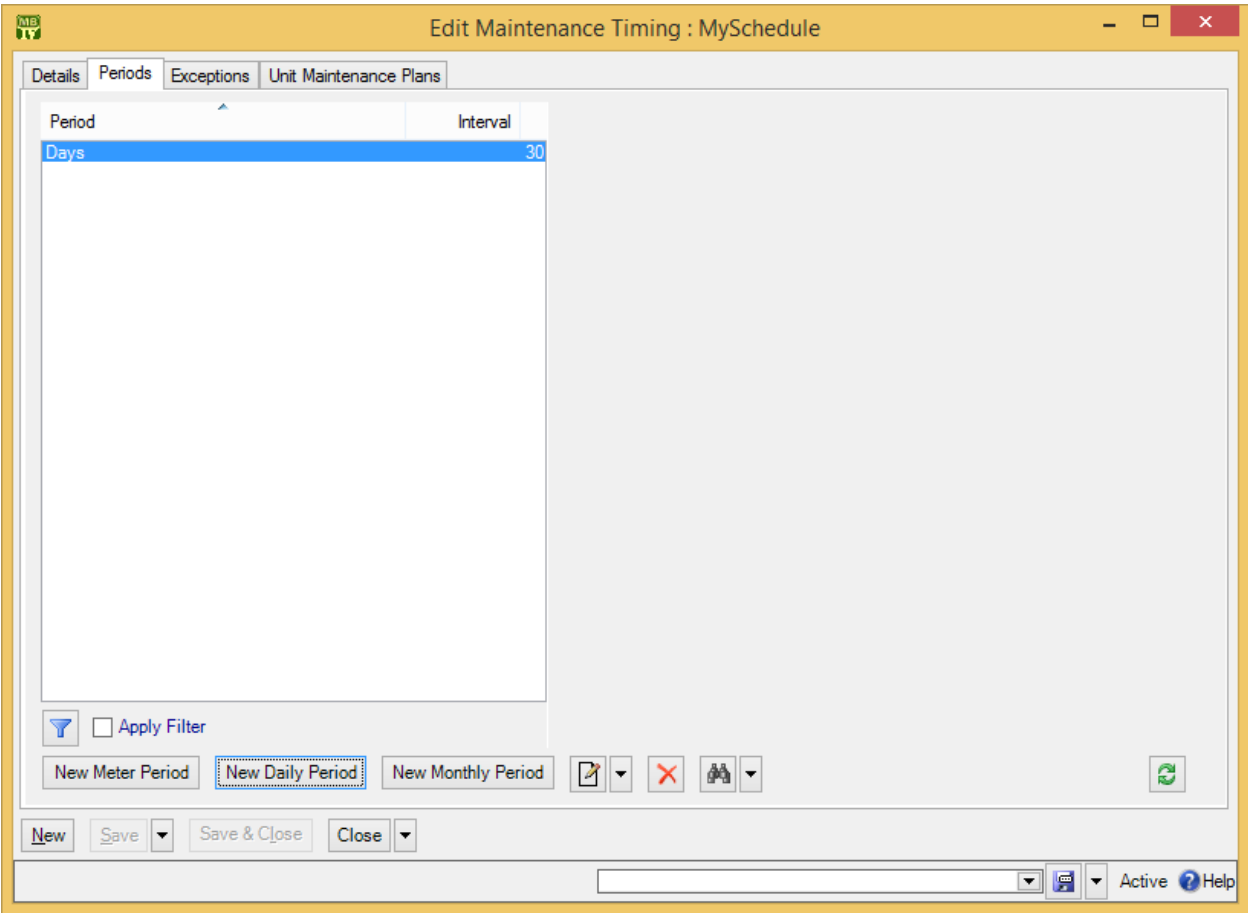 MB
Edit Maintenance Timing : MySchedule
Details Periods Exceptions Unit Maintenance Plans
Period Interval
Days 30
Apply Filter
New Meter Period New Daily Period New Monthly Period
New Save Save & Close Close
Active Help